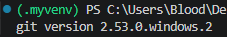 (.myvenv) PS C:\Users\Blood\De
git version 2.53.0.windows.2